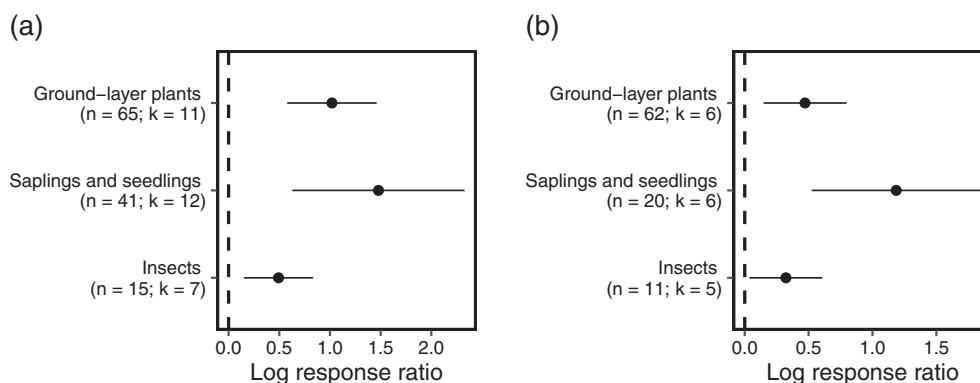 (a)
Ground−layer plants
(n = 65; k = 11)
Saplings and seedlings
(n = 41; k = 12)
Insects
(n = 15; k = 7)
0.0 0.5 1.0 1.5 2.0
Log response ratio
(b)
Ground−layer plants
(n = 62; k = 6)
Saplings and seedlings
(n = 20; k = 6)
Insects
(n = 11; k = 5)
0.0 0.5 1.0 1.5
Log response ratio